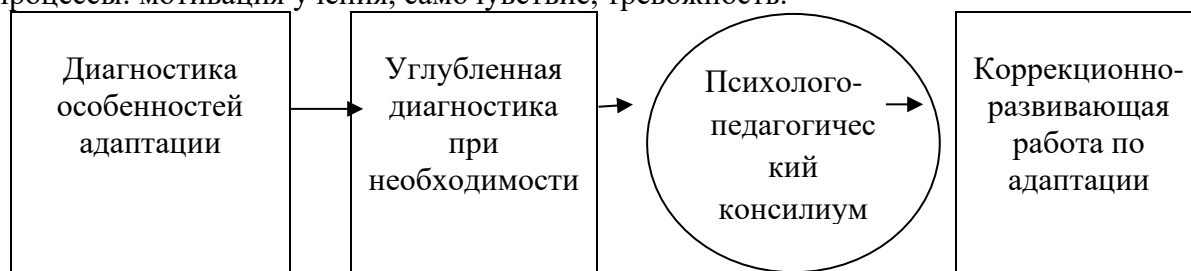 процессы: мотивация учения, самочувствие, тревожность.
Диагностика
особенностей
адаптации
Углубленная
диагностика
при
необходимости
Психолого-
педагогичес
кий
консилиум
Коррекционно-
развивающая
работа по
адаптации